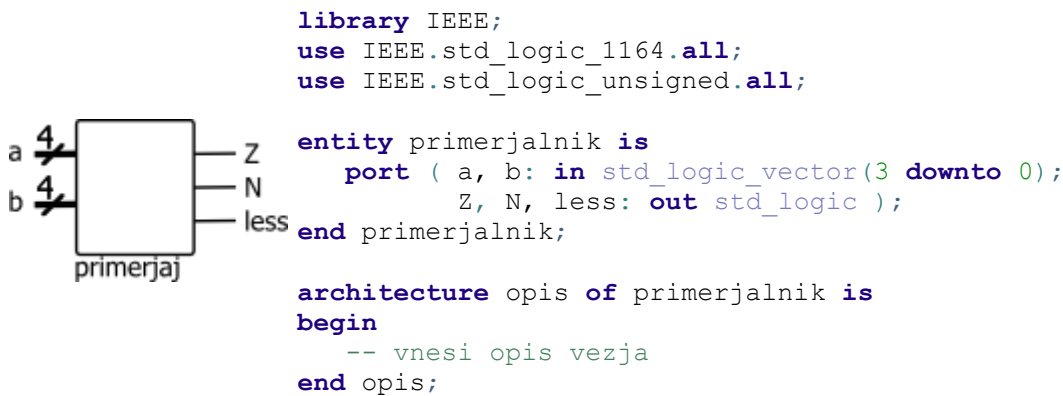 a 4
b 4
Z
N
less
primerjaj
library IEEE;
use IEEE.std_logic_1164.all;
use IEEE.std_logic_unsigned.all;
entity primerjalnik is
port ( a, b: in std_logic_vector(3 downto 0);
Z, N, less: out std_logic );
end primerjalnik;
architecture opis of primerjalnik is
begin
-- vnesi opis vezja
end opis;